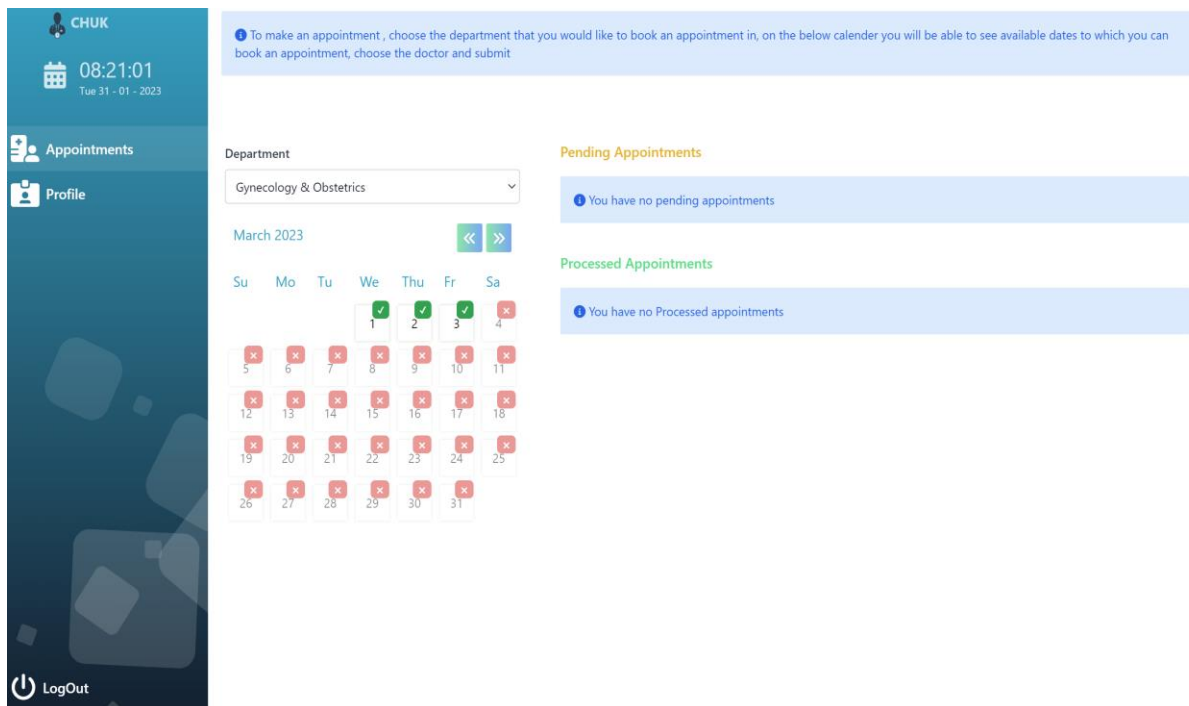 CHUK
08:21:01
Tue 31 - 01 - 2023
Appointments
Profile
LogOut
To make an appointment , choose the department that you would like to book an appointment in, on the below calender you will be able to see available dates to which you can
book an appointment, choose the doctor and submit
Department
Gynecology & Obstetrics
March 2023
Su Mo Tu We Thu Fr Sa
1 2 3 4
5 6 7 8 9 10 11
12 13 14 15 16 17 18
19 20 21 22 23 24 25
26 27 28 29 30 31
Pending Appointments
You have no pending appointments
Processed Appointments
You have no Processed appointments